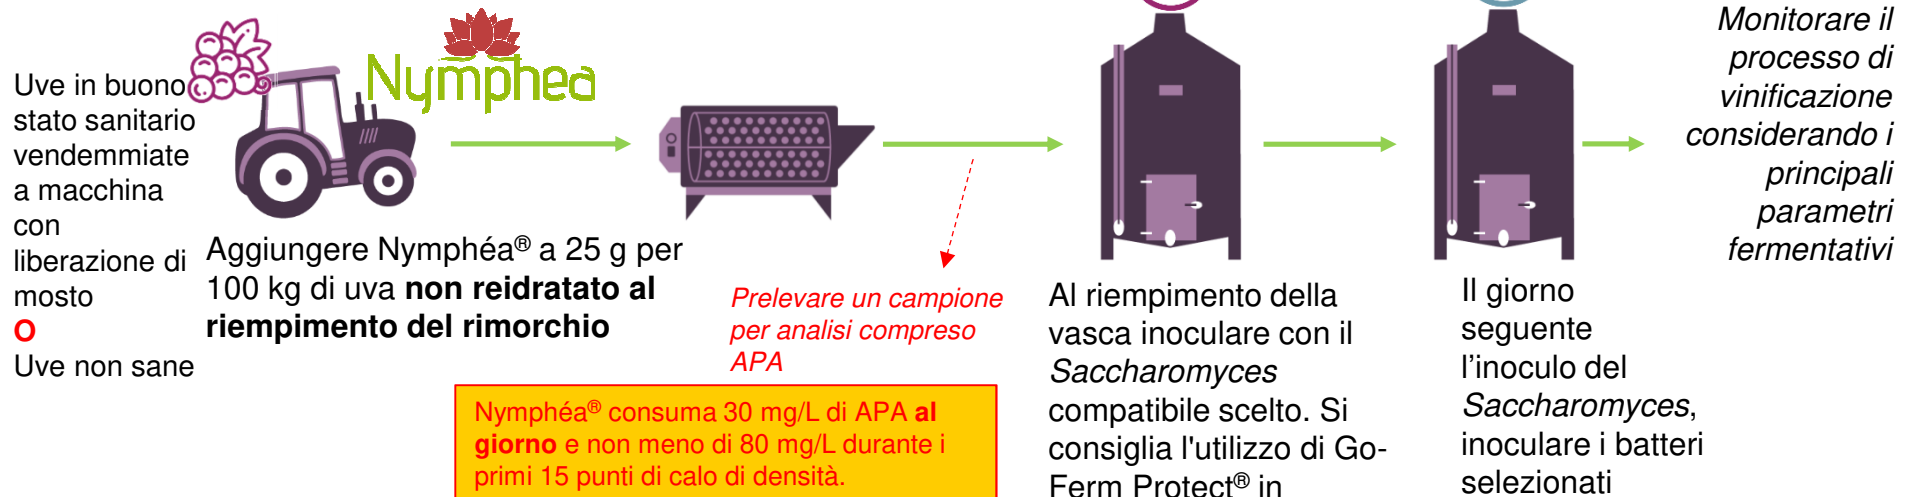 Uve in buono
stato sanitario
vendemmiate
a macchina
con
liberazione di
mosto
O
Uve non sane
Nymphea
Aggiungere Nymphéa® a 25 g per
100 kg di uva non reidratato al
riempimento del rimorchio
Prelevare un campione
per analisi compreso
APA
Nymphéa® consuma 30 mg/L di APA al
giorno e non meno di 80 mg/L durante i
primi 15 punti di calo di densità.
Al riempimento della
vasca inoculare con il
Saccharomyces
compatibile scelto. Si
consiglia l'utilizzo di Go-
Ferm Protect® in
Il giorno
seguente
l’inoculo del
Saccharomyces,
inoculare i batteri
selezionati
Monitorare il
processo di
vinificazione
considerando i
principali
parametri
fermentativi